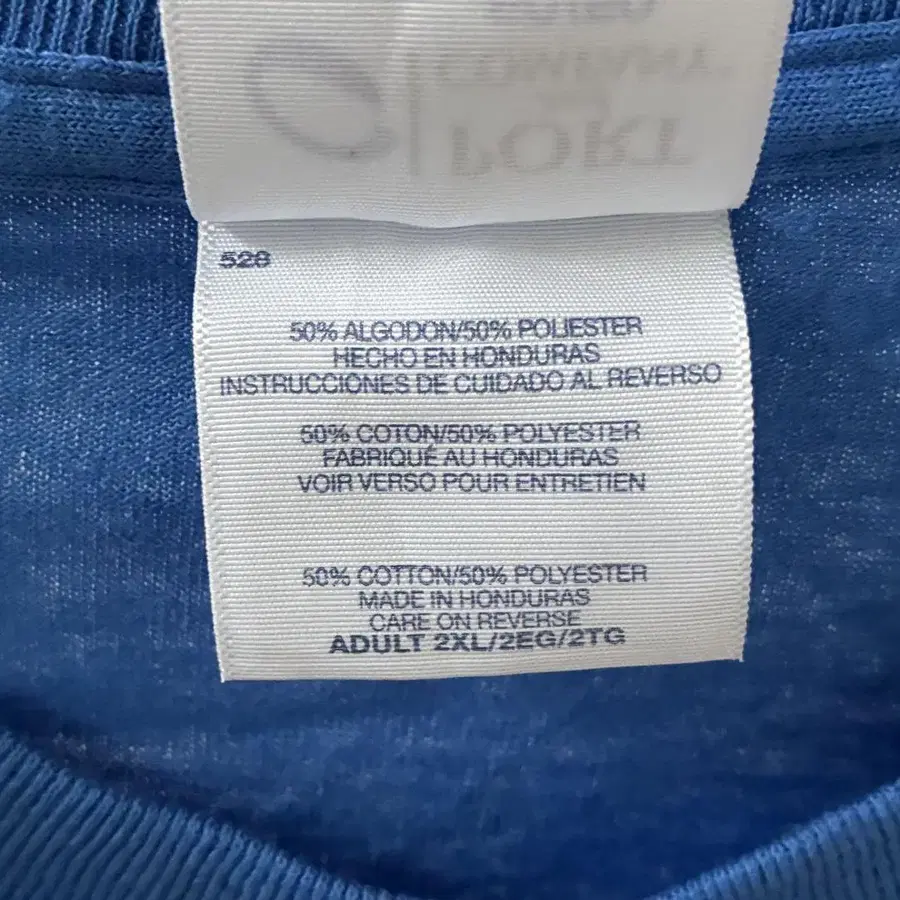 PORT
COMPANY
528
50% ALGODON/50% POLIESTER
HECHO EN HONDURAS
INSTRUCCIONES DE CUIDADO AL REVERSO
50% COTON/50% POLYESTER
FABRIQUÉ AU HONDURAS
VOIR VERSO POUR ENTRETIEN
50% COTTON/50% POLYESTER
MADE IN HONDURAS
CARE ON REVERSE
ADULT 2XL/2EG/2TG